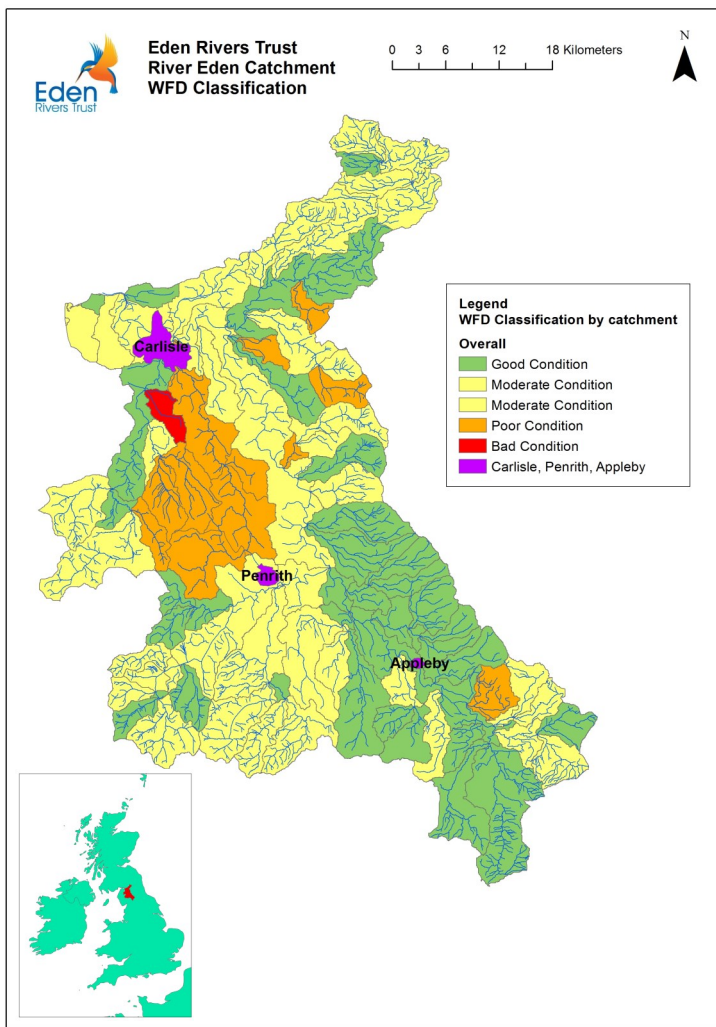 Eden
Rivers Trust
Eden Rivers Trust
River Eden Catchment
WFD Classification
0 3 6 12 18 Kilometers
N
Legend
WFD Classification by catchment
Overall
Good Condition
Moderate Condition
Moderate Condition
Poor Condition
Bad Condition
Carlisle, Penrith, Appleby
Carlisle
Penrith
Appleby